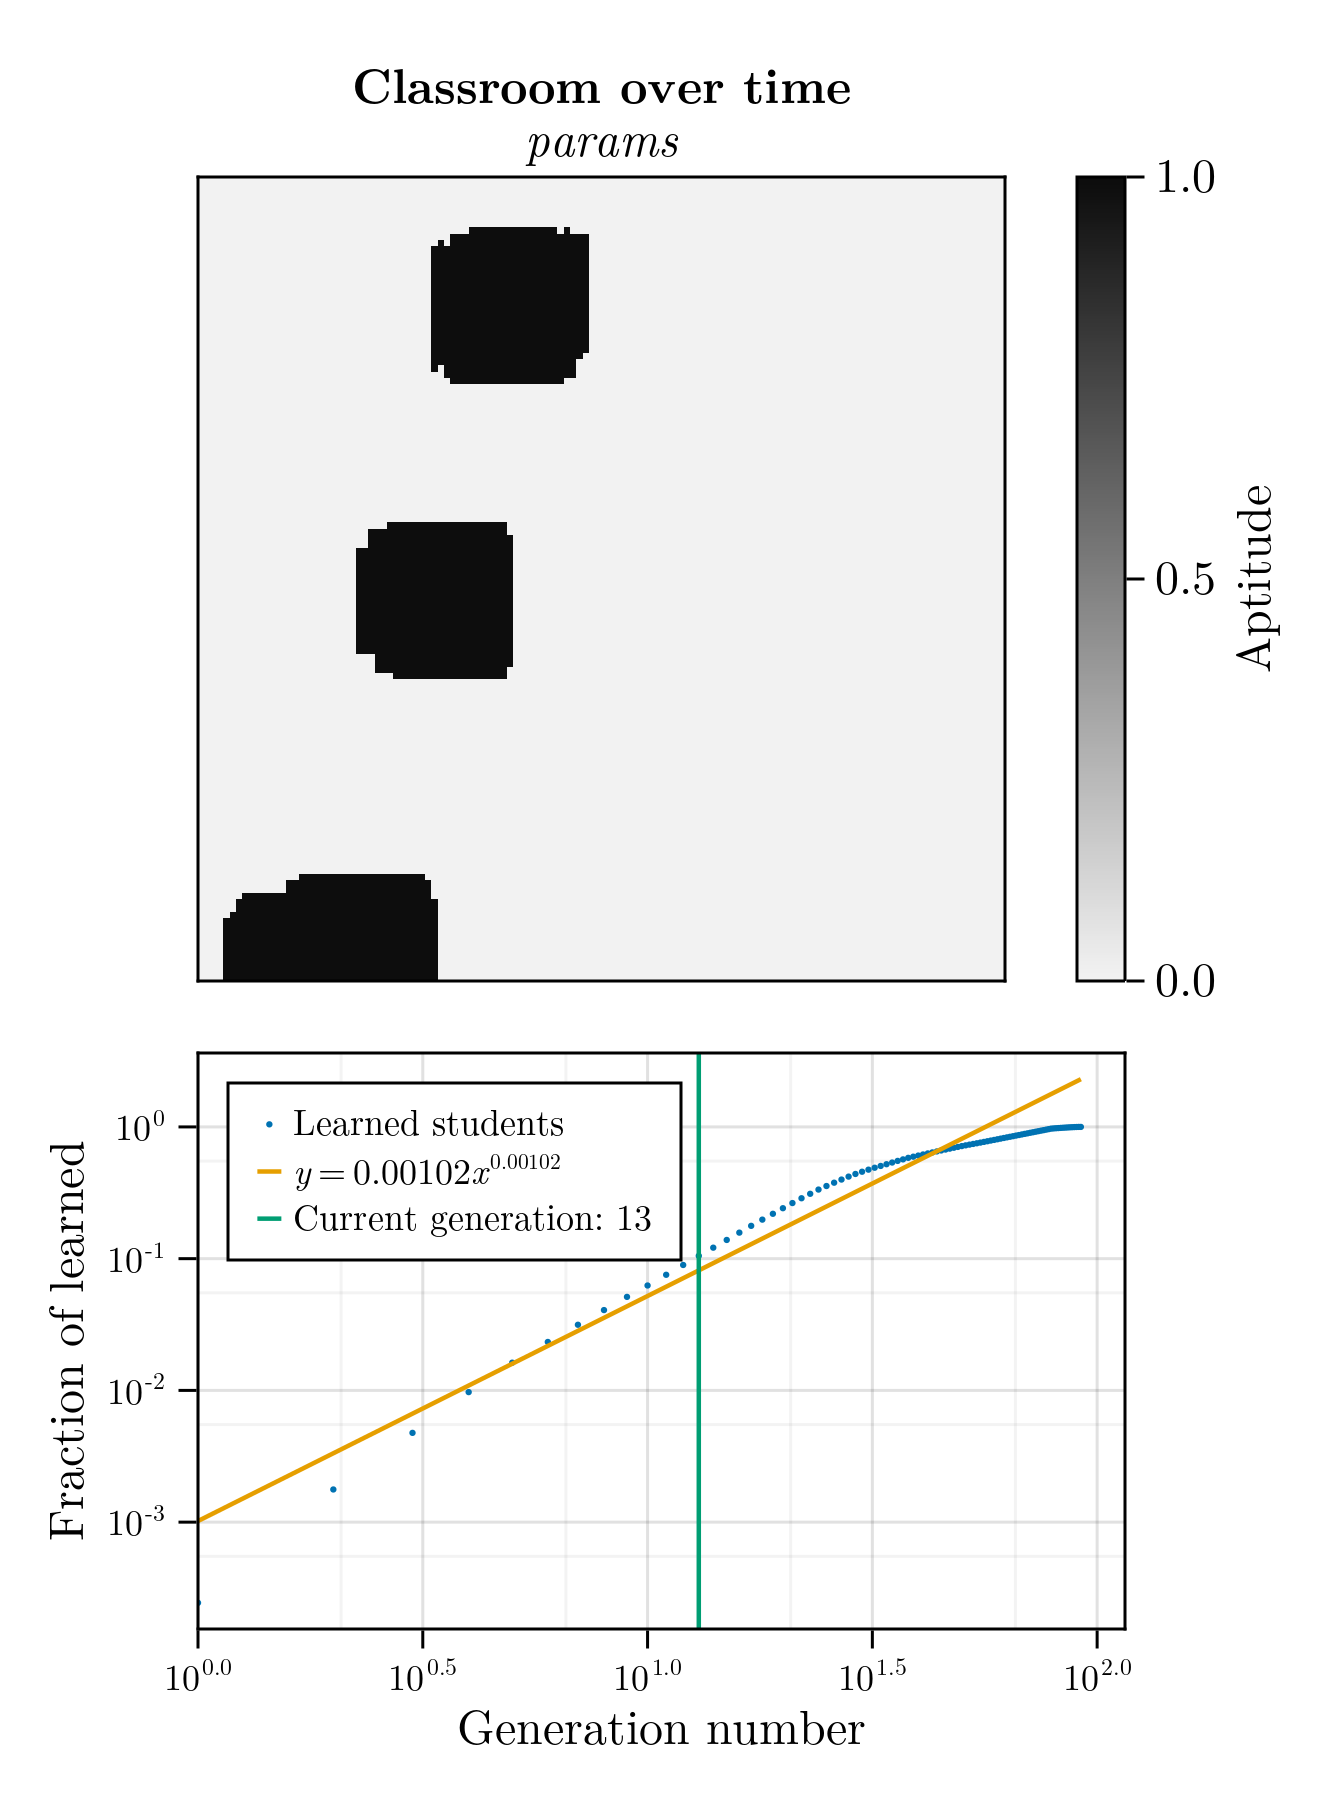 Classroom over time
params
1.0
0.5
0.0
Aptitude
Learned students
y = 0.00102x^0.00102
Current generation: 13
10^0
10^-1
10^-2
10^-3
Fraction of learned
10^0.0 10^0.5 10^1.0 10^1.5 10^2.0
Generation number